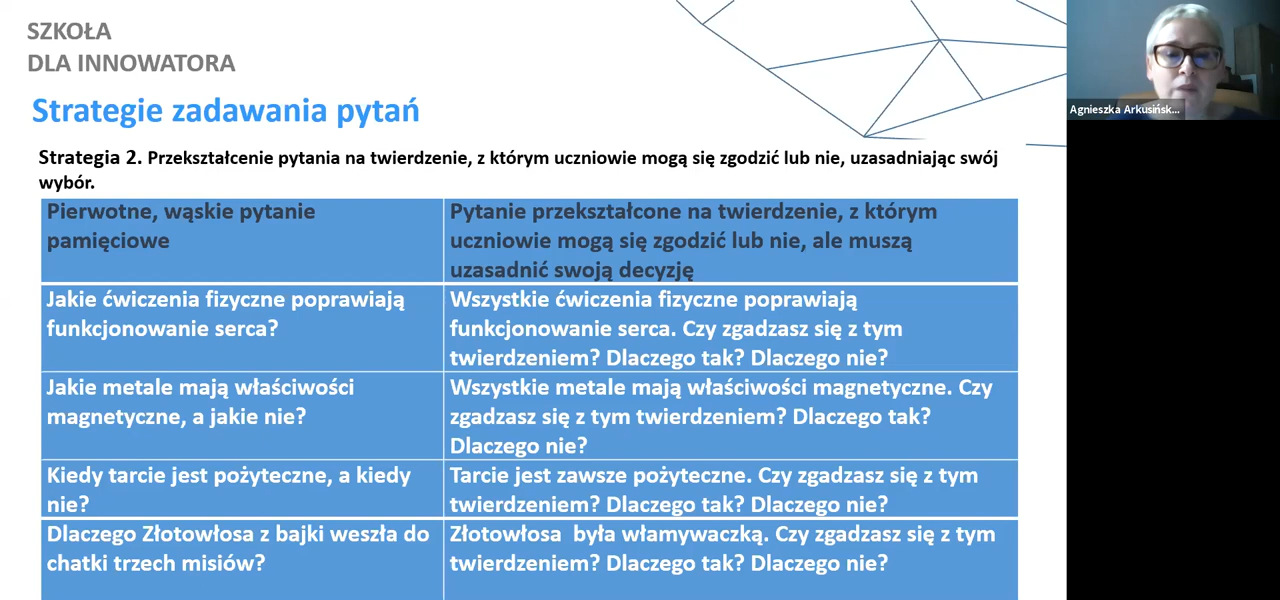 SZKOŁA
DLA INNOWATORA
Strategie zadawania pytań
Strategia 2. Przekształcenie pytania na twierdzenie, z którym uczniowie mogą się zgodzić lub nie, uzasadniając swój
wybór.
Pierwotne, wąskie pytanie
pamięciowe
Pytanie przekształcone na twierdzenie, z którym
uczniowie mogą się zgodzić lub nie, ale muszą
uzasadnić swoją decyzję
Jakie ćwiczenia fizyczne poprawiają
funkcjonowanie serca?
Wszystkie ćwiczenia fizyczne poprawiają
funkcjonowanie serca. Czy zgadzasz się z tym
twierdzeniem? Dlaczego tak? Dlaczego nie?
Jakie metale mają właściwości
magnetyczne, a jakie nie?
Wszystkie metale mają właściwości magnetyczne. Czy
zgadzasz się z tym twierdzeniem? Dlaczego tak?
Dlaczego nie?
Kiedy tarcie jest pożyteczne, a kiedy
nie?
Tarcie jest zawsze pożyteczne. Czy zgadzasz się z tym
twierdzeniem? Dlaczego tak? Dlaczego nie?
Dlaczego Złotowłosa z bajki weszła do
chatki trzech misiów?
Złotowłosa była włamywaczką. Czy zgadzasz się z tym
twierdzeniem? Dlaczego tak? Dlaczego nie?
Agnieszka Arkusińsk...